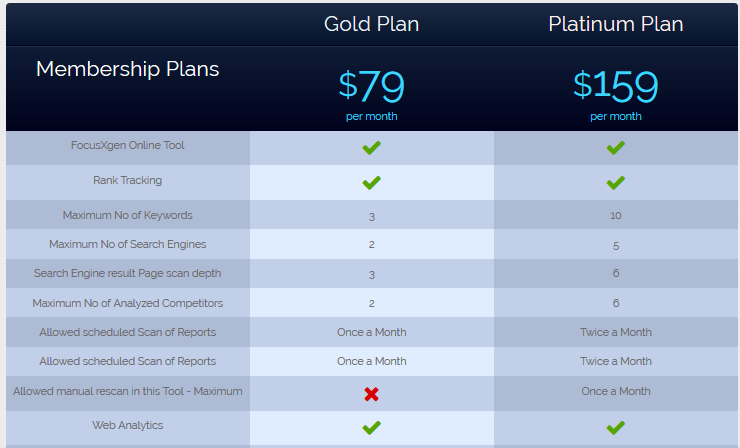 Gold Plan Platinum Plan
Membership Plans
$79 $159
per month per month
FocusXgen Online Tool
Rank Tracking
Maximum No of Keywords 3 10
Maximum No of Search Engines 2 5
Search Engine result Page scan depth 3 6
Maximum No of Analyzed Competitors 2 6
Allowed scheduled Scan of Reports Once a Month Twice a Month
Allowed scheduled Scan of Reports Once a Month Twice a Month
Allowed manual rescan in this Tool - Maximum Once a Month
Web Analytics